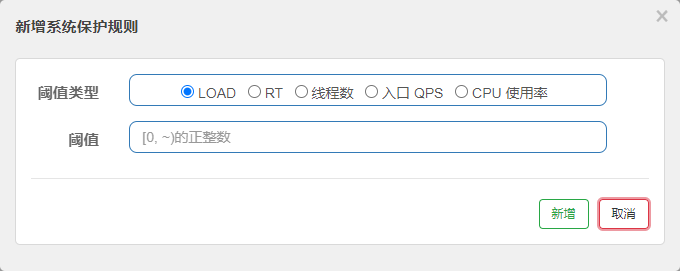 新增系统保护规则
×
阈值类型 LOAD RT 线程数 入口 QPS CPU 使用率
阈值 [0, ~)的正整数
新增 取消